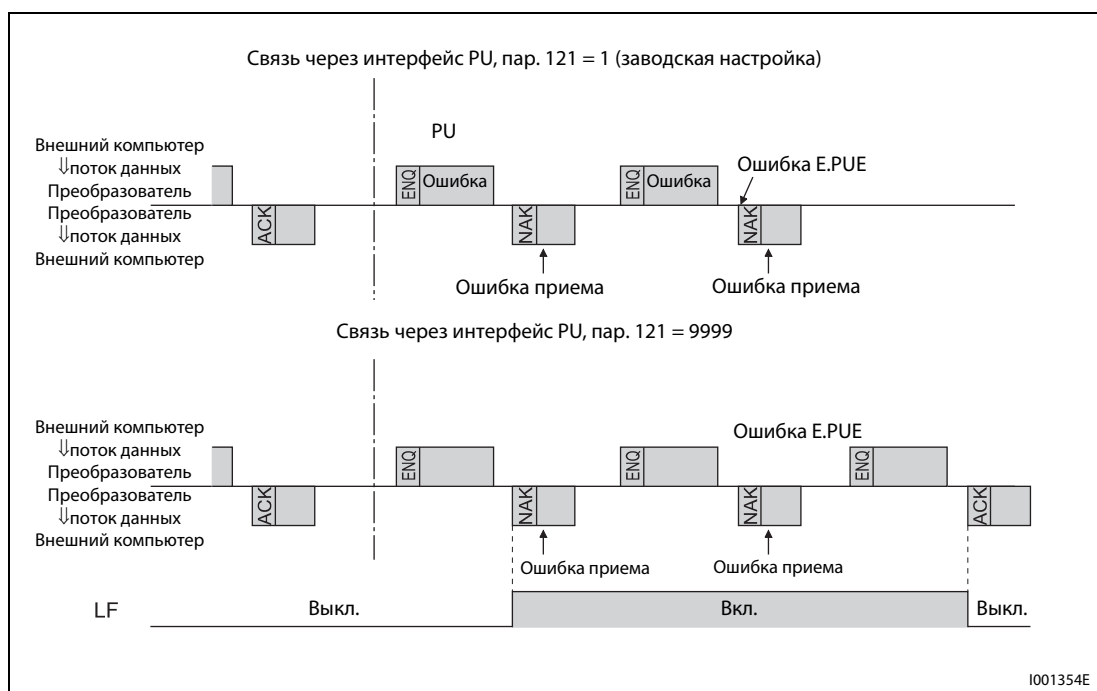 Связь через интерфейс PU, пар. 121 = 1 (заводская настройка)
PU
Внешний компьютер
⇓поток данных
Преобразователь
Преобразователь
⇓поток данных
Внешний компьютер
ENQ
Ошибка
ENQ
Ошибка
Ошибка E.PUE
ACK
NAK
NAK
Ошибка приема
Ошибка приема
Связь через интерфейс PU, пар. 121 = 9999
Внешний компьютер
⇓поток данных
Преобразователь
Преобразователь
⇓поток данных
Внешний компьютер
Ошибка E.PUE
ENQ
ENQ
ENQ
ACK
NAK
NAK
ACK
Ошибка приема
Ошибка приема
LF
Выкл.
Вкл.
Выкл.
I001354E